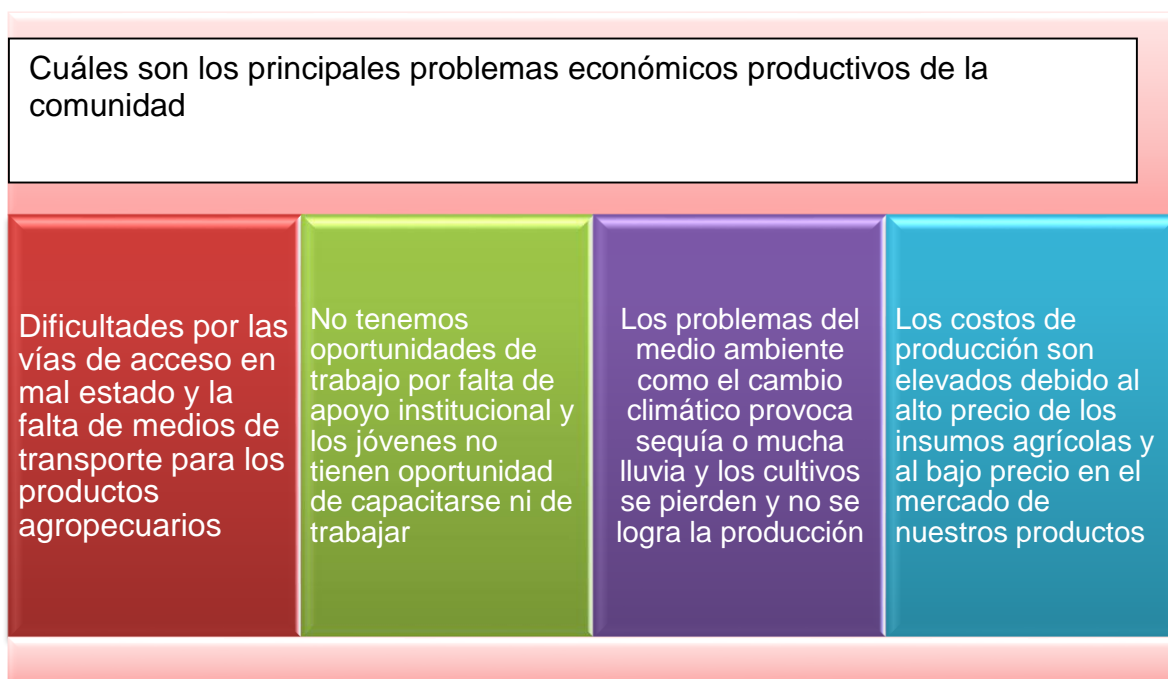 Cuáles son los principales problemas económicos productivos de la
comunidad
Dificultades por las
vías de acceso en
mal estado y la
falta de medios de
transporte para los
productos
agropecuarios
No tenemos
oportunidades de
trabajo por falta de
apoyo institucional y
los jóvenes no
tienen oportunidad
de capacitarse ni de
trabajar
Los problemas del
medio ambiente
como el cambio
climático provoca
sequía o mucha
lluvia y los cultivos
se pierden y no se
logra la producción
Los costos de
producción son
elevados debido al
alto precio de los
insumos agrícolas y
al bajo precio en el
mercado de
nuestros productos